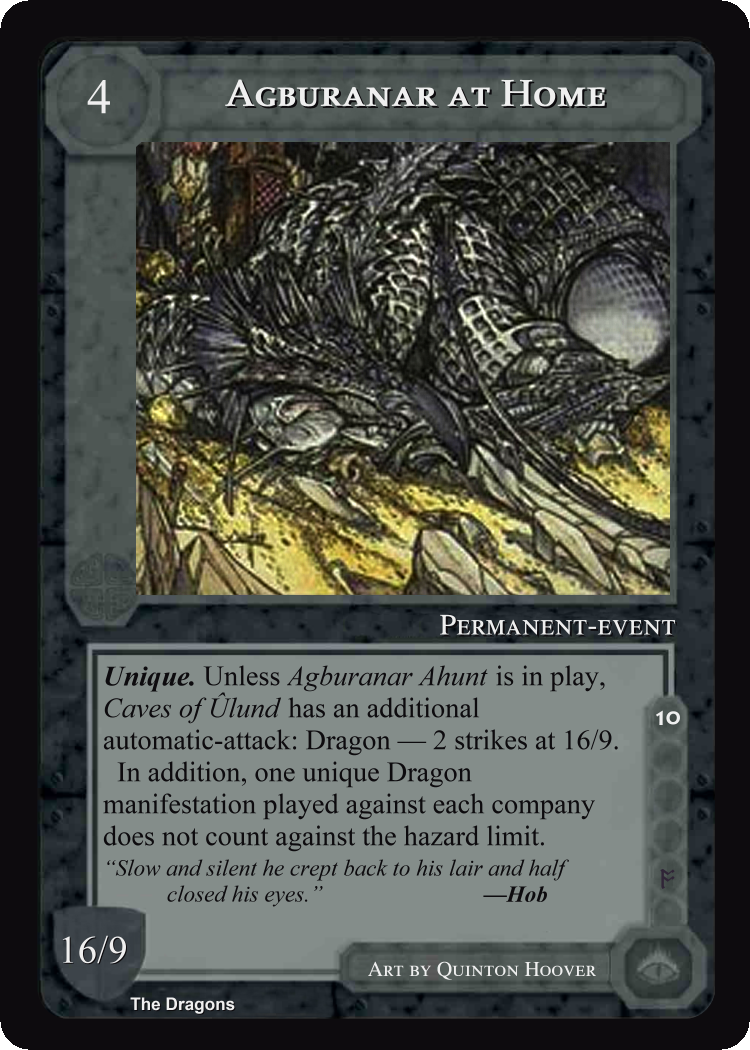 4
Agburanar at Home
Permanent-event
Unique. Unless Agburanar Ahunt is in play,
Caves of Ûlund has an additional
automatic-attack: Dragon — 2 strikes at 16/9.
In addition, one unique Dragon
manifestation played against each company
does not count against the hazard limit.
“Slow and silent he crept back to his lair and half
closed his eyes.” —Hob
10
ᚩ
16/9
Art by Quinton Hoover
The Dragons